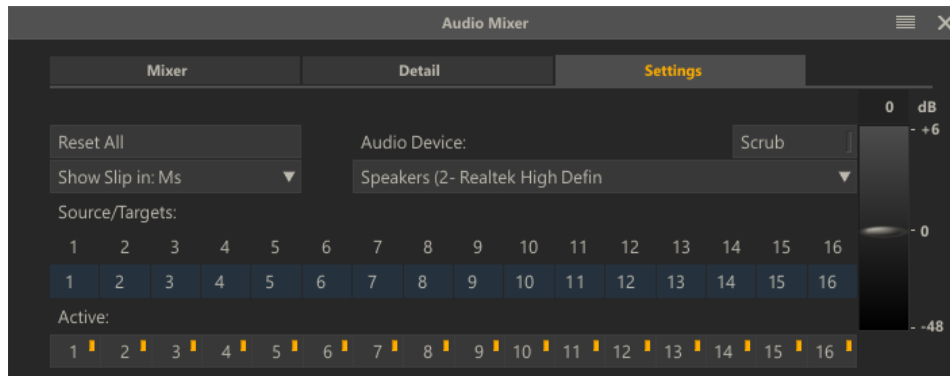 Audio Mixer
Mixer Detail Settings
0 dB
+6
Reset All Audio Device: Scrub
Show Slip in: Ms Speakers (2- Realtek High Defin
Source/Targets:
1 2 3 4 5 6 7 8 9 10 11 12 13 14 15 16
0
1 2 3 4 5 6 7 8 9 10 11 12 13 14 15 16
Active:
-48
1 2 3 4 5 6 7 8 9 10 11 12 13 14 15 16